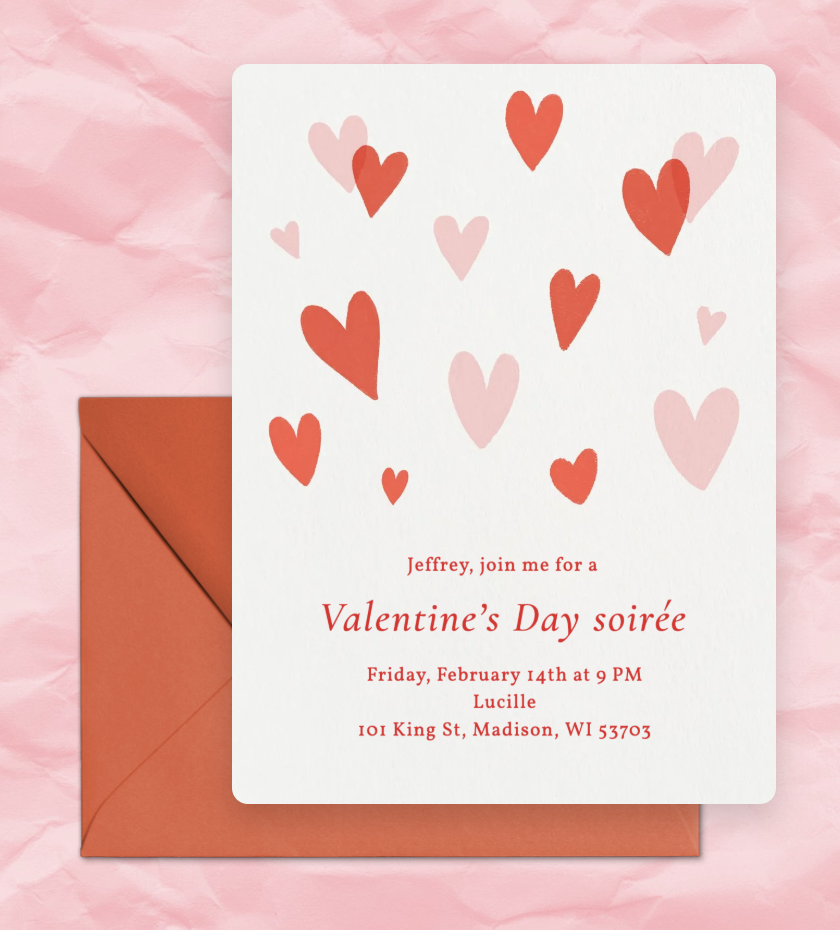 Jeffrey, join me for a
Valentine’s Day soirée
Friday, February 14th at 9 PM
Lucille
101 King St, Madison, WI 53703